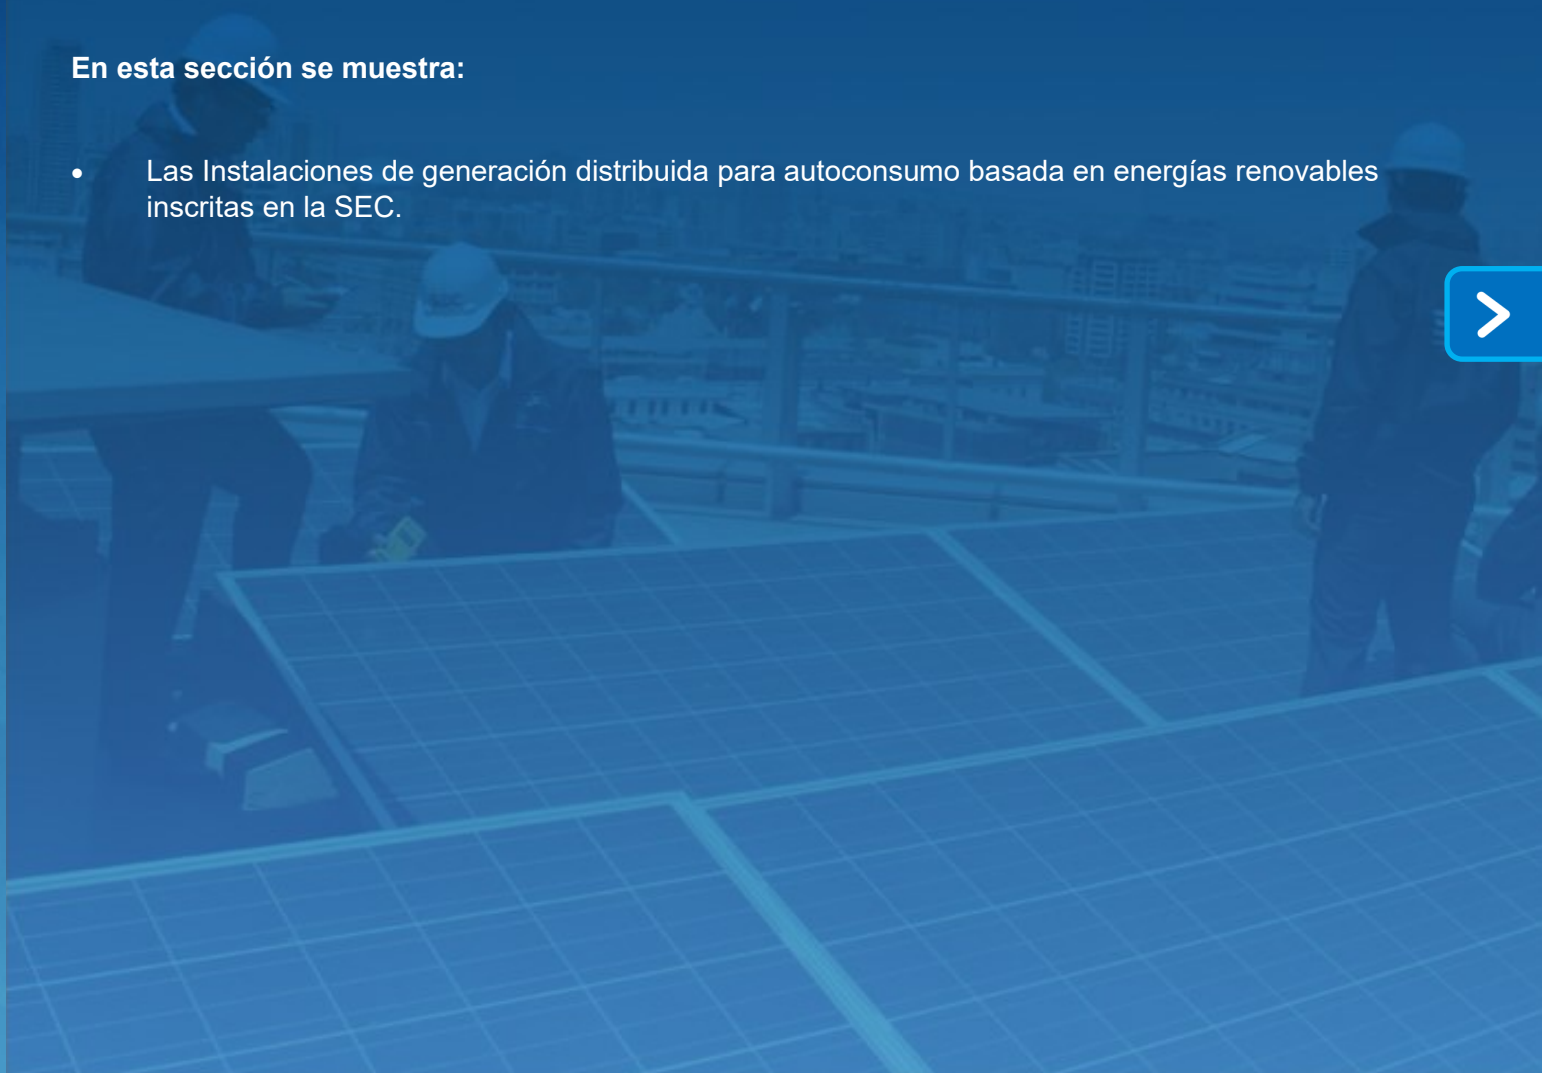 En esta sección se muestra:
• Las Instalaciones de generación distribuida para autoconsumo basada en energías renovables
inscritas en la SEC.